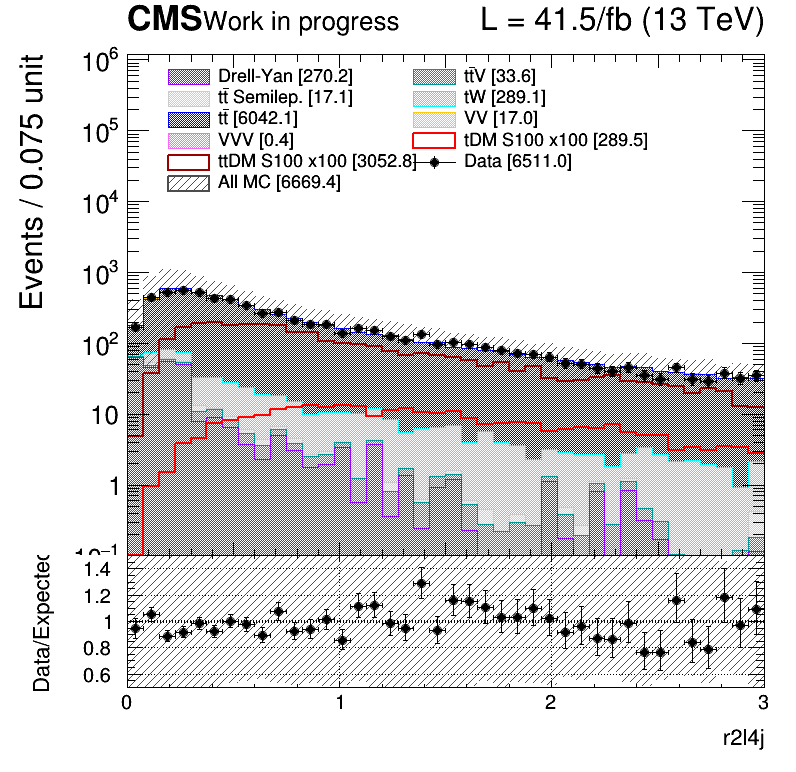 CMS Work in progress L = 41.5/fb (13 TeV)
Events / 0.075 unit
10⁶
10⁵
10⁴
10³
10²
10
1
10⁻¹
Drell-Yan [270.2] tt̄V [33.6]
tt̄ Semilep. [17.1] tW [289.1]
tt̄ [6042.1] VV [17.0]
VVV [0.4] tDM S100 x100 [289.5]
ttDM S100 x100 [3052.8] Data [6511.0]
All MC [6669.4]
Data/Expected
1.4
1.2
1
0.8
0.6
0 1 2 3
r2l4j